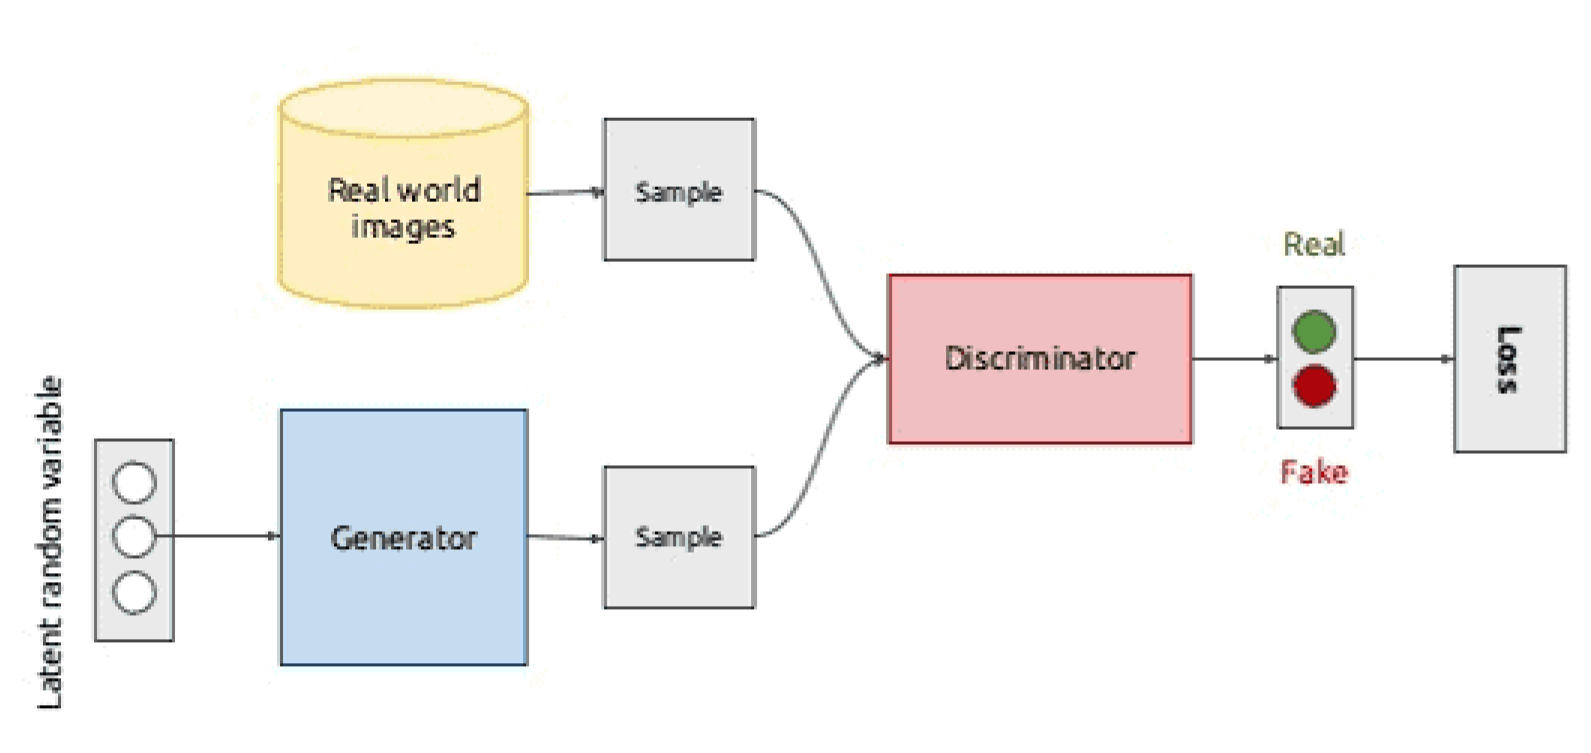 Real world
images
Sample
Real
Discriminator
Loss
Fake
Latent random variable
Generator
Sample